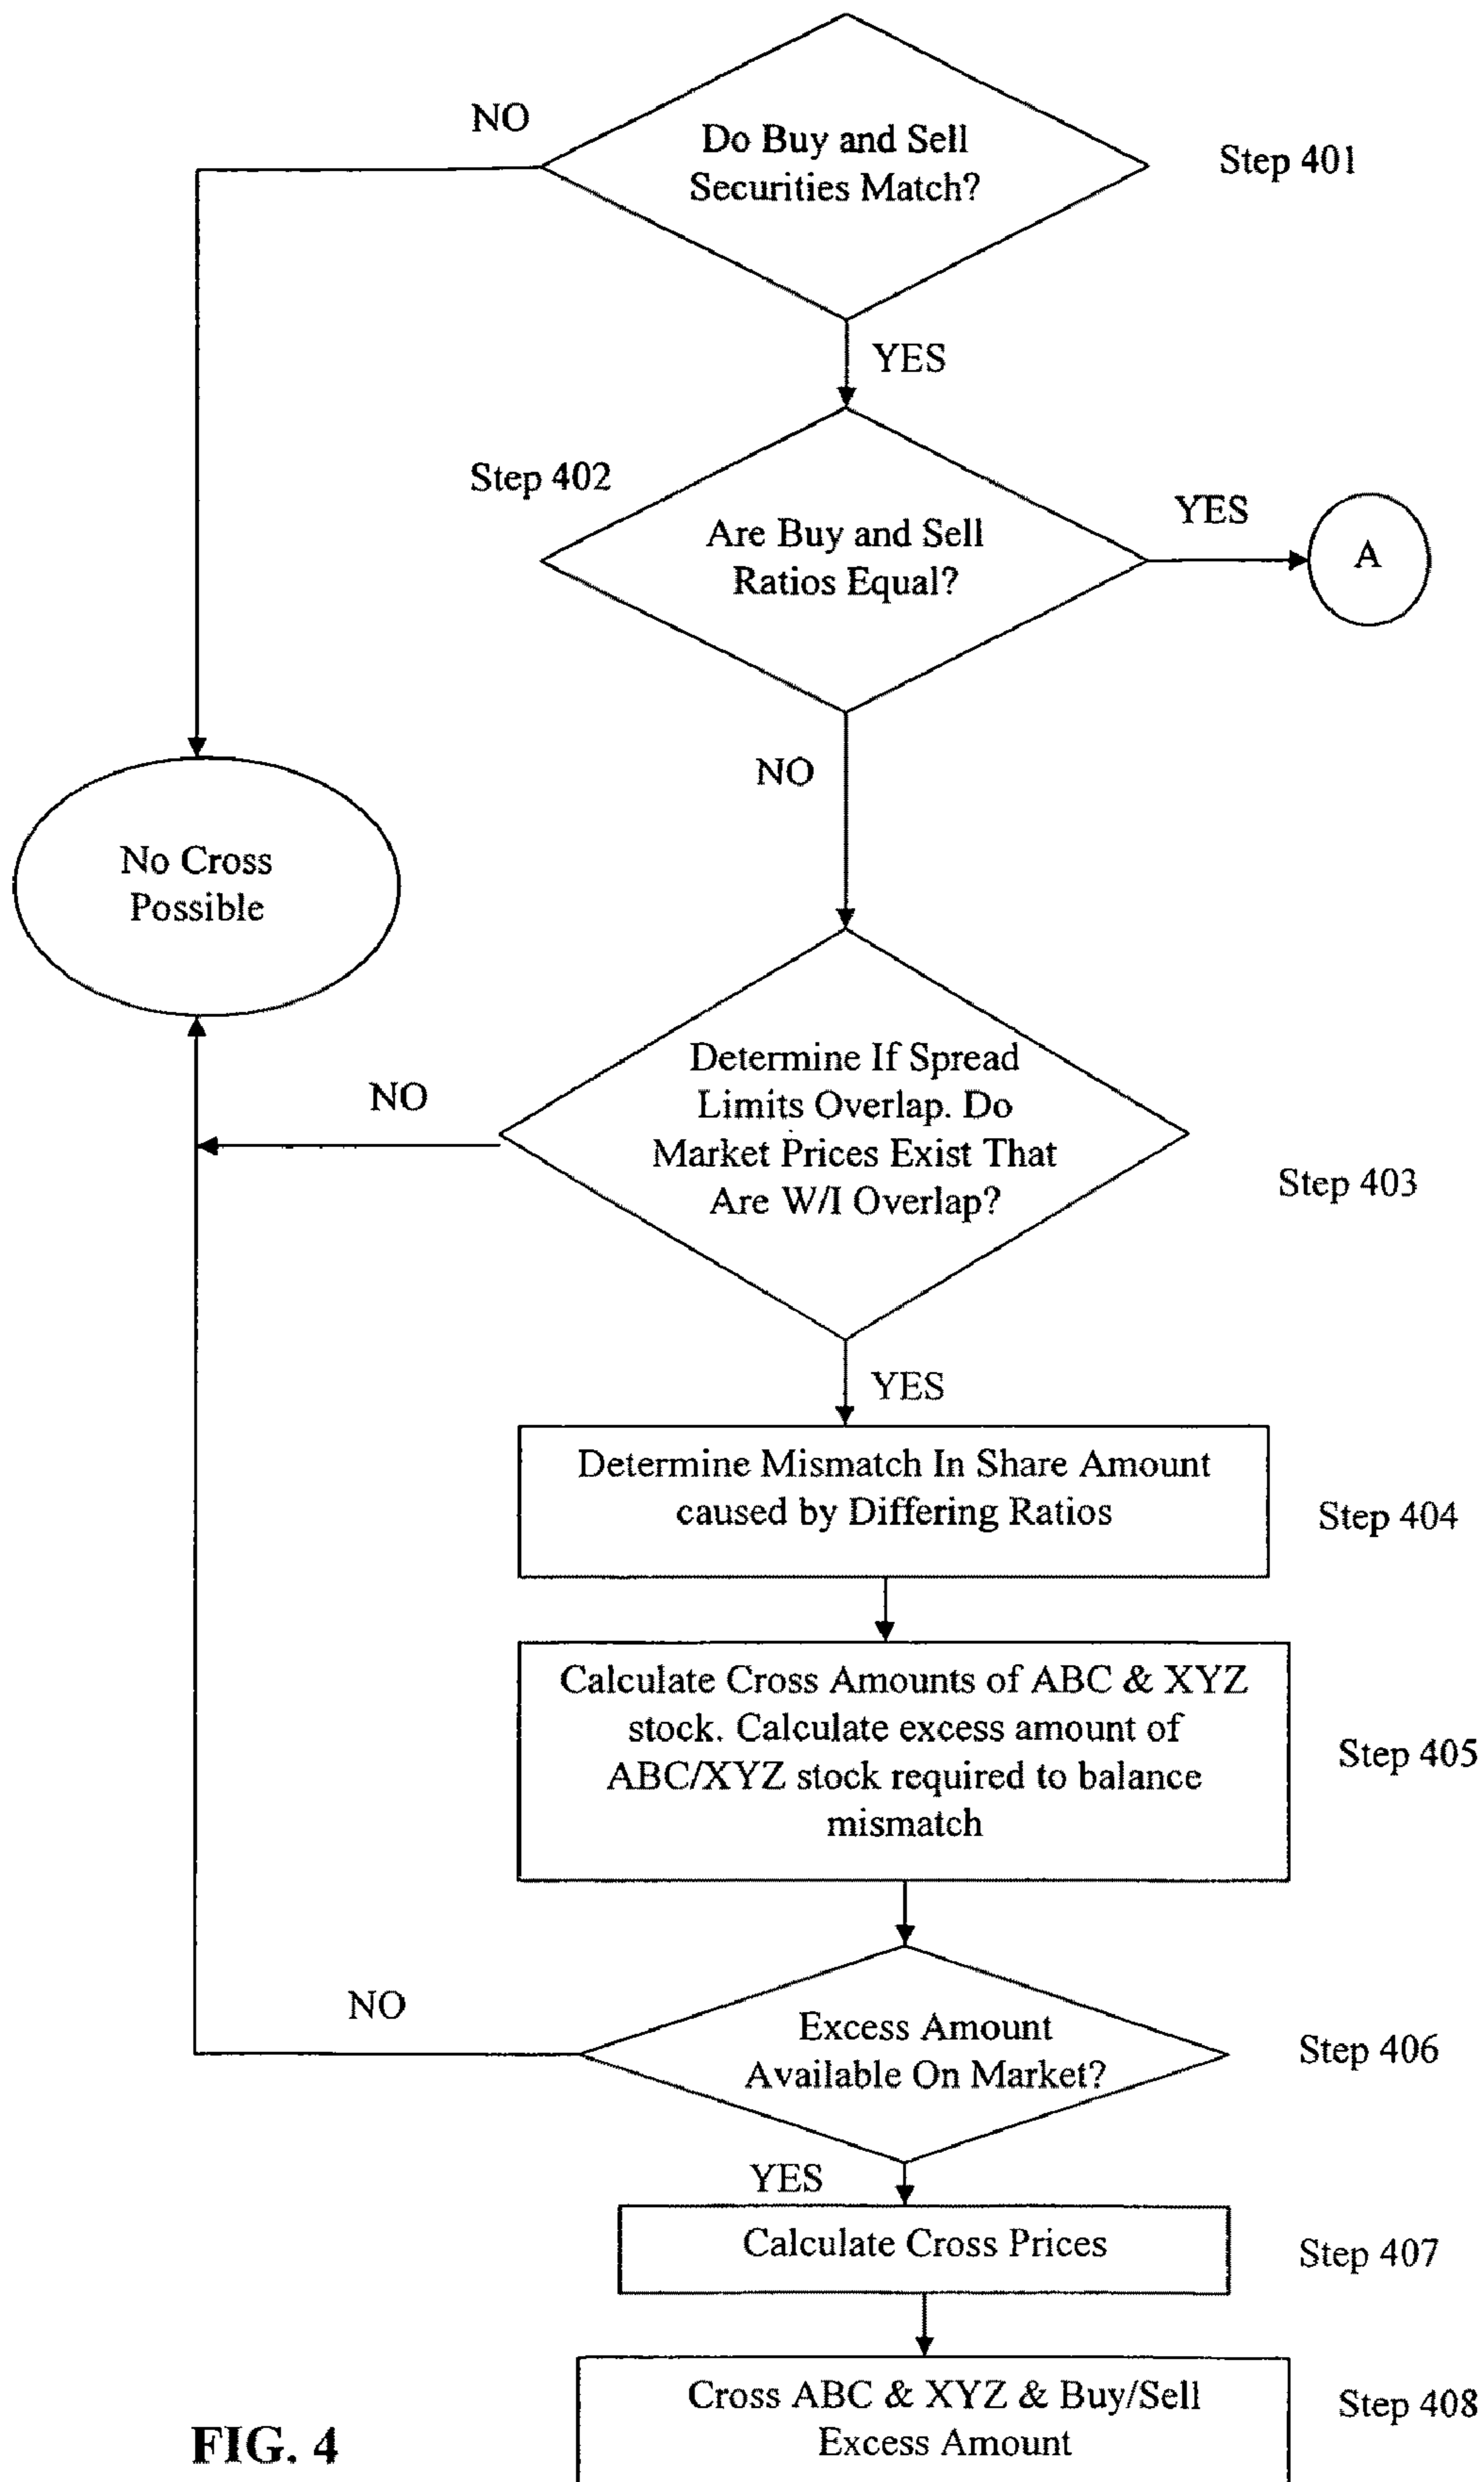 NO
Do Buy and Sell
Securities Match?
Step 401
YES
Step 402
Are Buy and Sell
Ratios Equal?
YES
A
NO
No Cross
Possible
Determine If Spread
Limits Overlap. Do
Market Prices Exist That
Are W/I Overlap?
NO
Step 403
YES
Determine Mismatch In Share Amount
caused by Differing Ratios
Step 404
Calculate Cross Amounts of ABC & XYZ
stock. Calculate excess amount of
ABC/XYZ stock required to balance
mismatch
Step 405
NO
Excess Amount
Available On Market?
Step 406
YES
Calculate Cross Prices
Step 407
Cross ABC & XYZ & Buy/Sell
Excess Amount
Step 408
FIG. 4